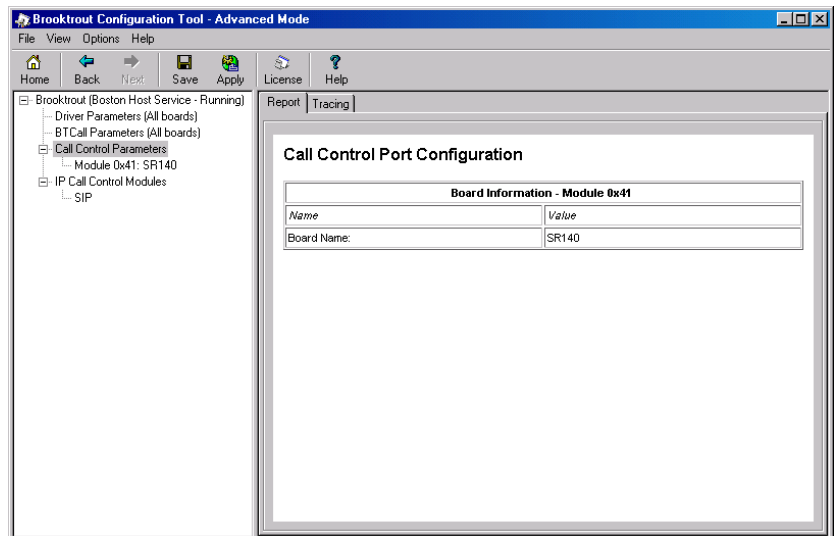 Brooktrout Configuration Tool - Advanced Mode
File View Options Help
Home Back Next Save Apply License Help
Brooktrout (Boston Host Service - Running)
Driver Parameters (All boards)
BTCall Parameters (All boards)
Call Control Parameters
Module 0x41: SR140
IP Call Control Modules
SIP
Report Tracing
Call Control Port Configuration
Board Information - Module 0x41
Name Value
Board Name: SR140